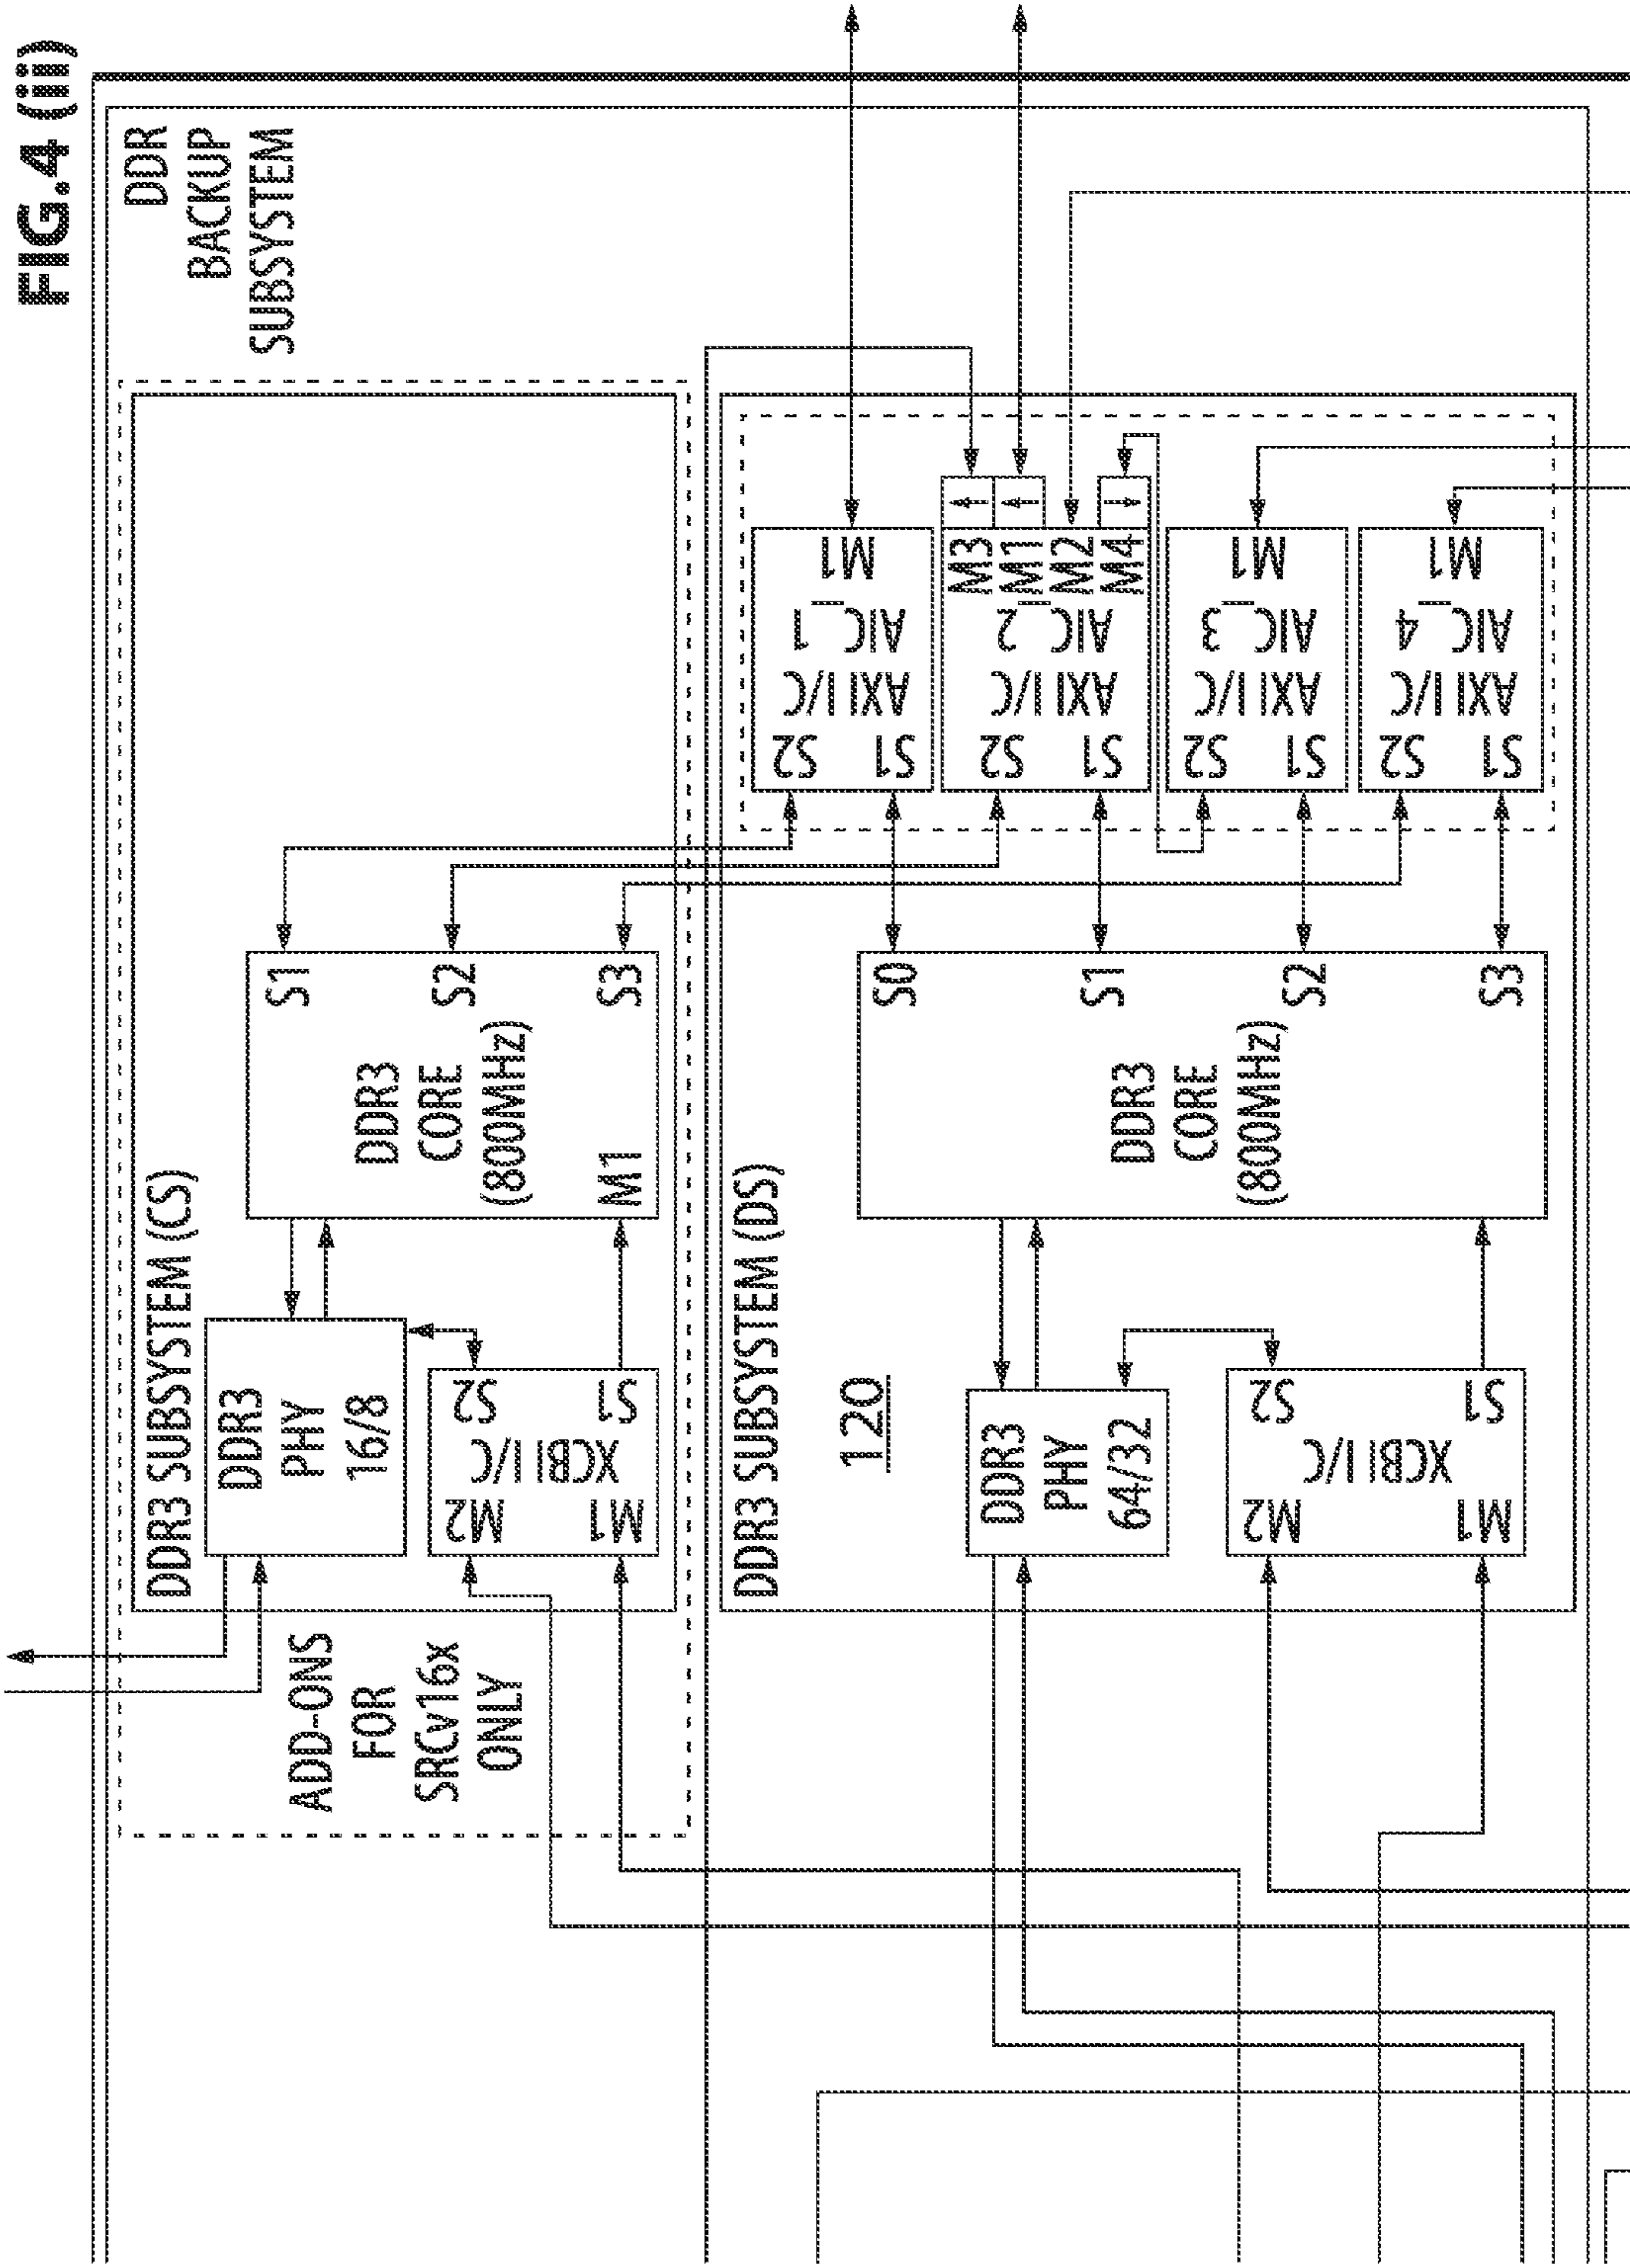 FIG.4 (ii)
DDR
BACKUP
SUBSYSTEM
ADD-ONS
FOR
SRCv16x
ONLY
DDR3 SUBSYSTEM (CS)
DDR3
PHY
16/8
M2
S2
XCBI I/C
M1
S1
DDR3
CORE
(800MHz)
M1
S1
S2
S3
DDR3 SUBSYSTEM (DS)
120
DDR3
PHY
64/32
M2
S2
XCBI I/C
M1
S1
DDR3
CORE
(800MHz)
S0
S1
S2
S3
S2
AXI I/C
AIC_1
M1
S1
S2
AXI I/C
AIC_2
S1
M3
M1
M2
M4
S2
AXI I/C
AIC_3
M1
S1
S2
AXI I/C
AIC_4
M1
S1